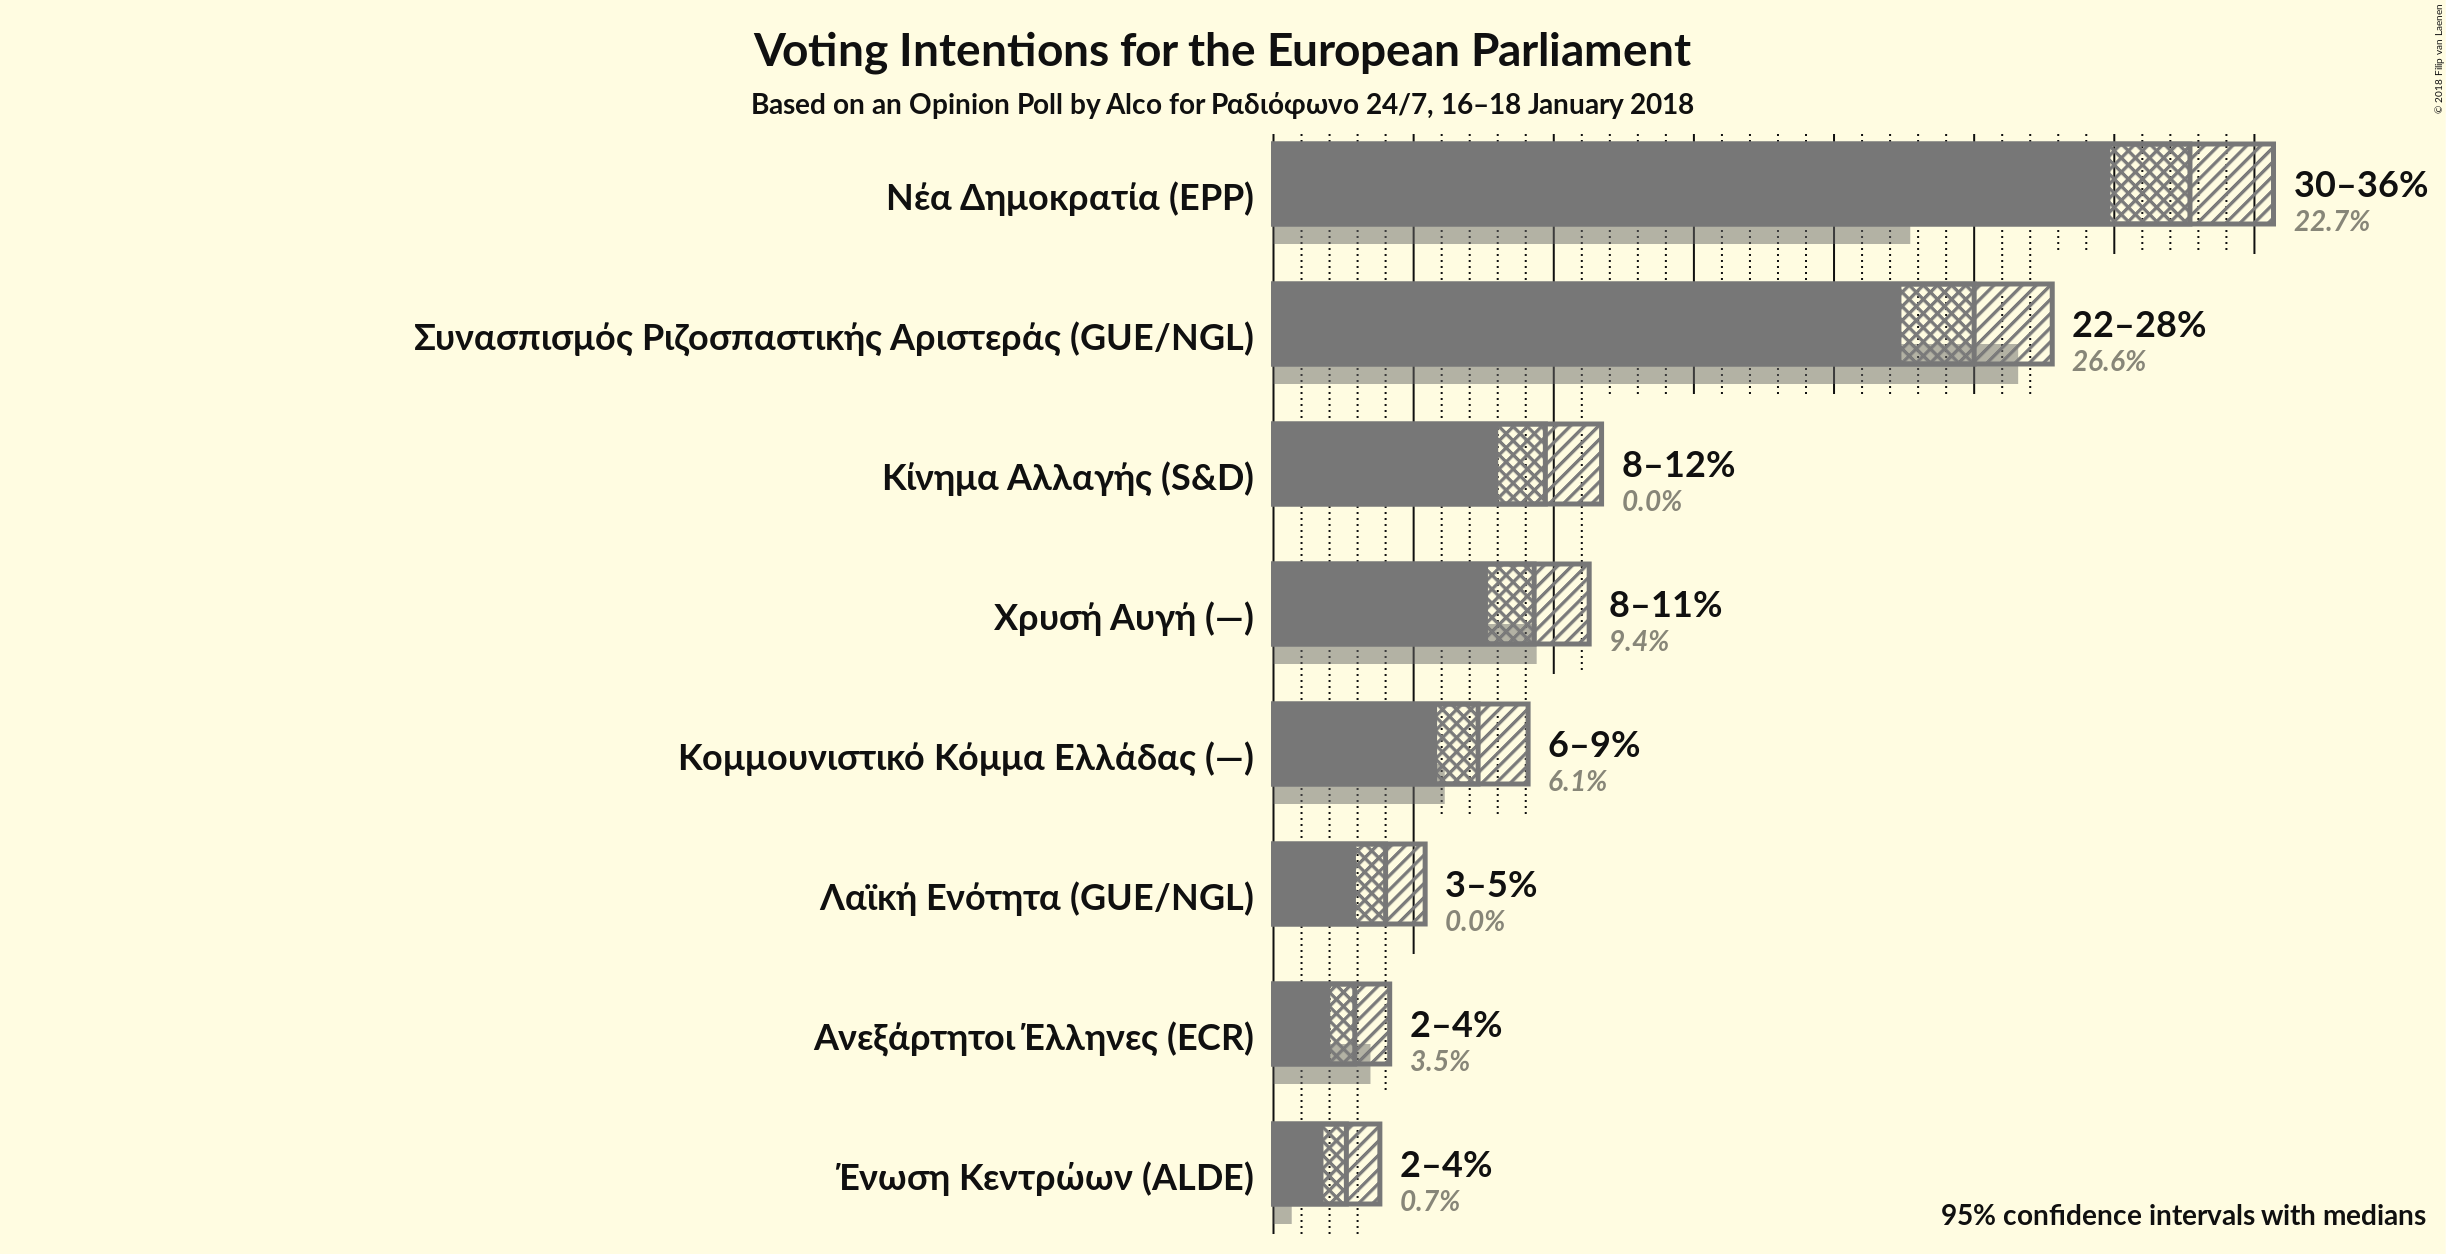 Voting Intentions for the European Parliament
Based on an Opinion Poll by Alco for Ραδιόφωνο 24/7, 16–18 January 2018
© 2018 Filip van Laenen
Νέα Δημοκρατία (EPP)
30–36%
22.7%
Συνασπισμός Ριζοσπαστικής Αριστεράς (GUE/NGL)
22–28%
26.6%
Κίνημα Αλλαγής (S&D)
8–12%
0.0%
Χρυσή Αυγή (—)
8–11%
9.4%
Κομμουνιστικό Κόμμα Ελλάδας (—)
6–9%
6.1%
Λαϊκή Ενότητα (GUE/NGL)
3–5%
0.0%
Ανεξάρτητοι Έλληνες (ECR)
2–4%
3.5%
Ένωση Κεντρώων (ALDE)
2–4%
0.7%
95% confidence intervals with medians